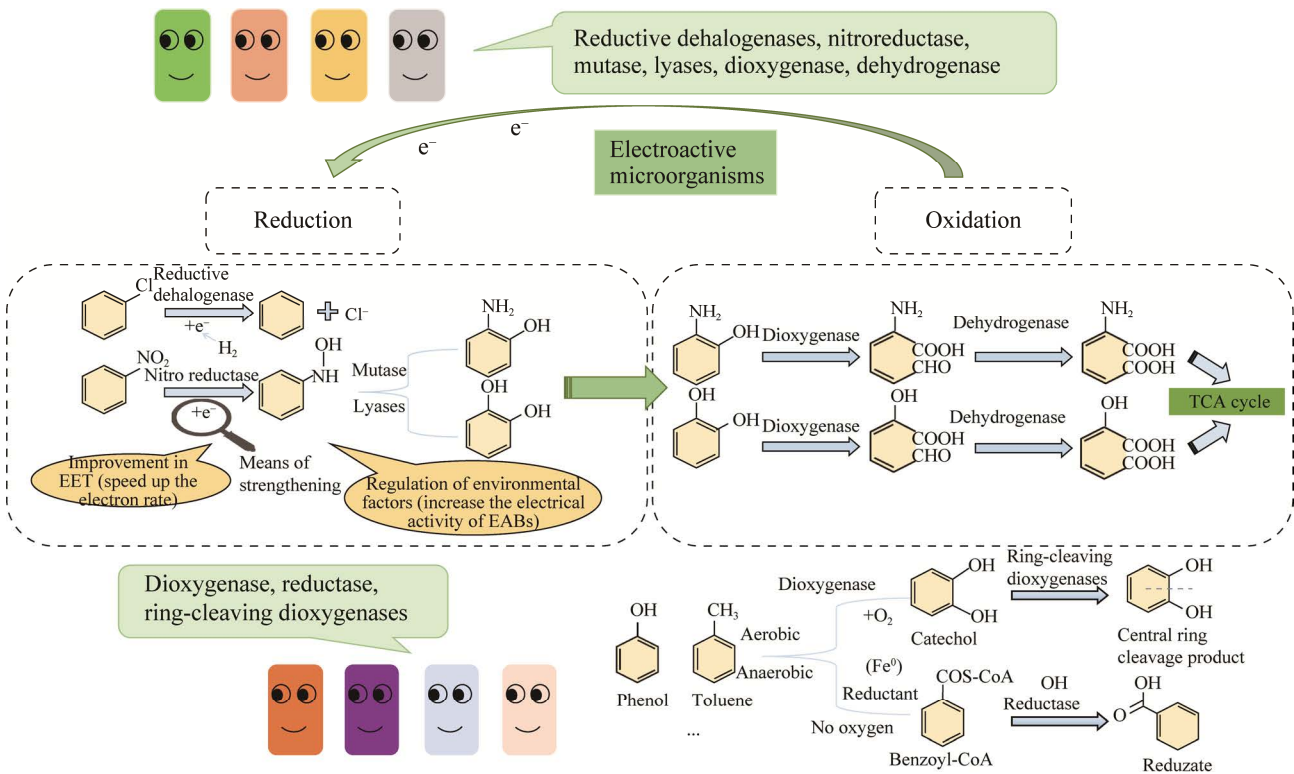 Reductive dehalogenases, nitroreductase,
mutase, lyases, dioxygenase, dehydrogenase
e⁻
e⁻
Electroactive
microorganisms
Reduction
Oxidation
Cl
Reductive
dehalogenase
+e⁻
H₂
Cl⁻
NO₂
Nitro reductase
+e⁻
OH
NH
Mutase
Lyases
NH₂
OH
OH
OH
Improvement in
EET (speed up the
electron rate)
Means of
strengthening
Regulation of environmental
factors (increase the electrical
activity of EABs)
NH₂
OH
Dioxygenase
NH₂
COOH
CHO
Dehydrogenase
NH₂
COOH
COOH
TCA cycle
OH
OH
Dioxygenase
OH
COOH
CHO
Dehydrogenase
OH
COOH
COOH
Dioxygenase, reductase,
ring-cleaving dioxygenases
OH
Phenol
CH₃
Toluene
...
Aerobic
Anaerobic
Dioxygenase
+O₂
OH
OH
Catechol
Ring-cleaving
dioxygenases
OH
OH
Central ring
cleavage product
(Fe⁰)
Reductant
No oxygen
COS-CoA
Benzoyl-CoA
OH
Reductase
OH
O
Reduzate